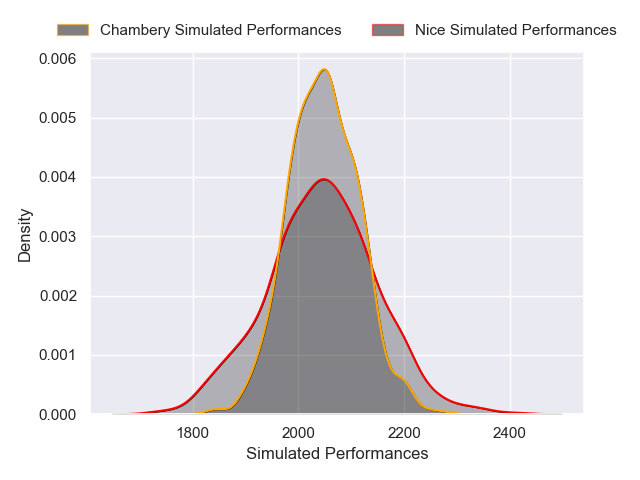 Chambery Simulated Performances Nice Simulated Performances
0.006
0.005
0.004
0.003
0.002
0.001
0.000
Density
1800 2000 2200 2400
Simulated Performances